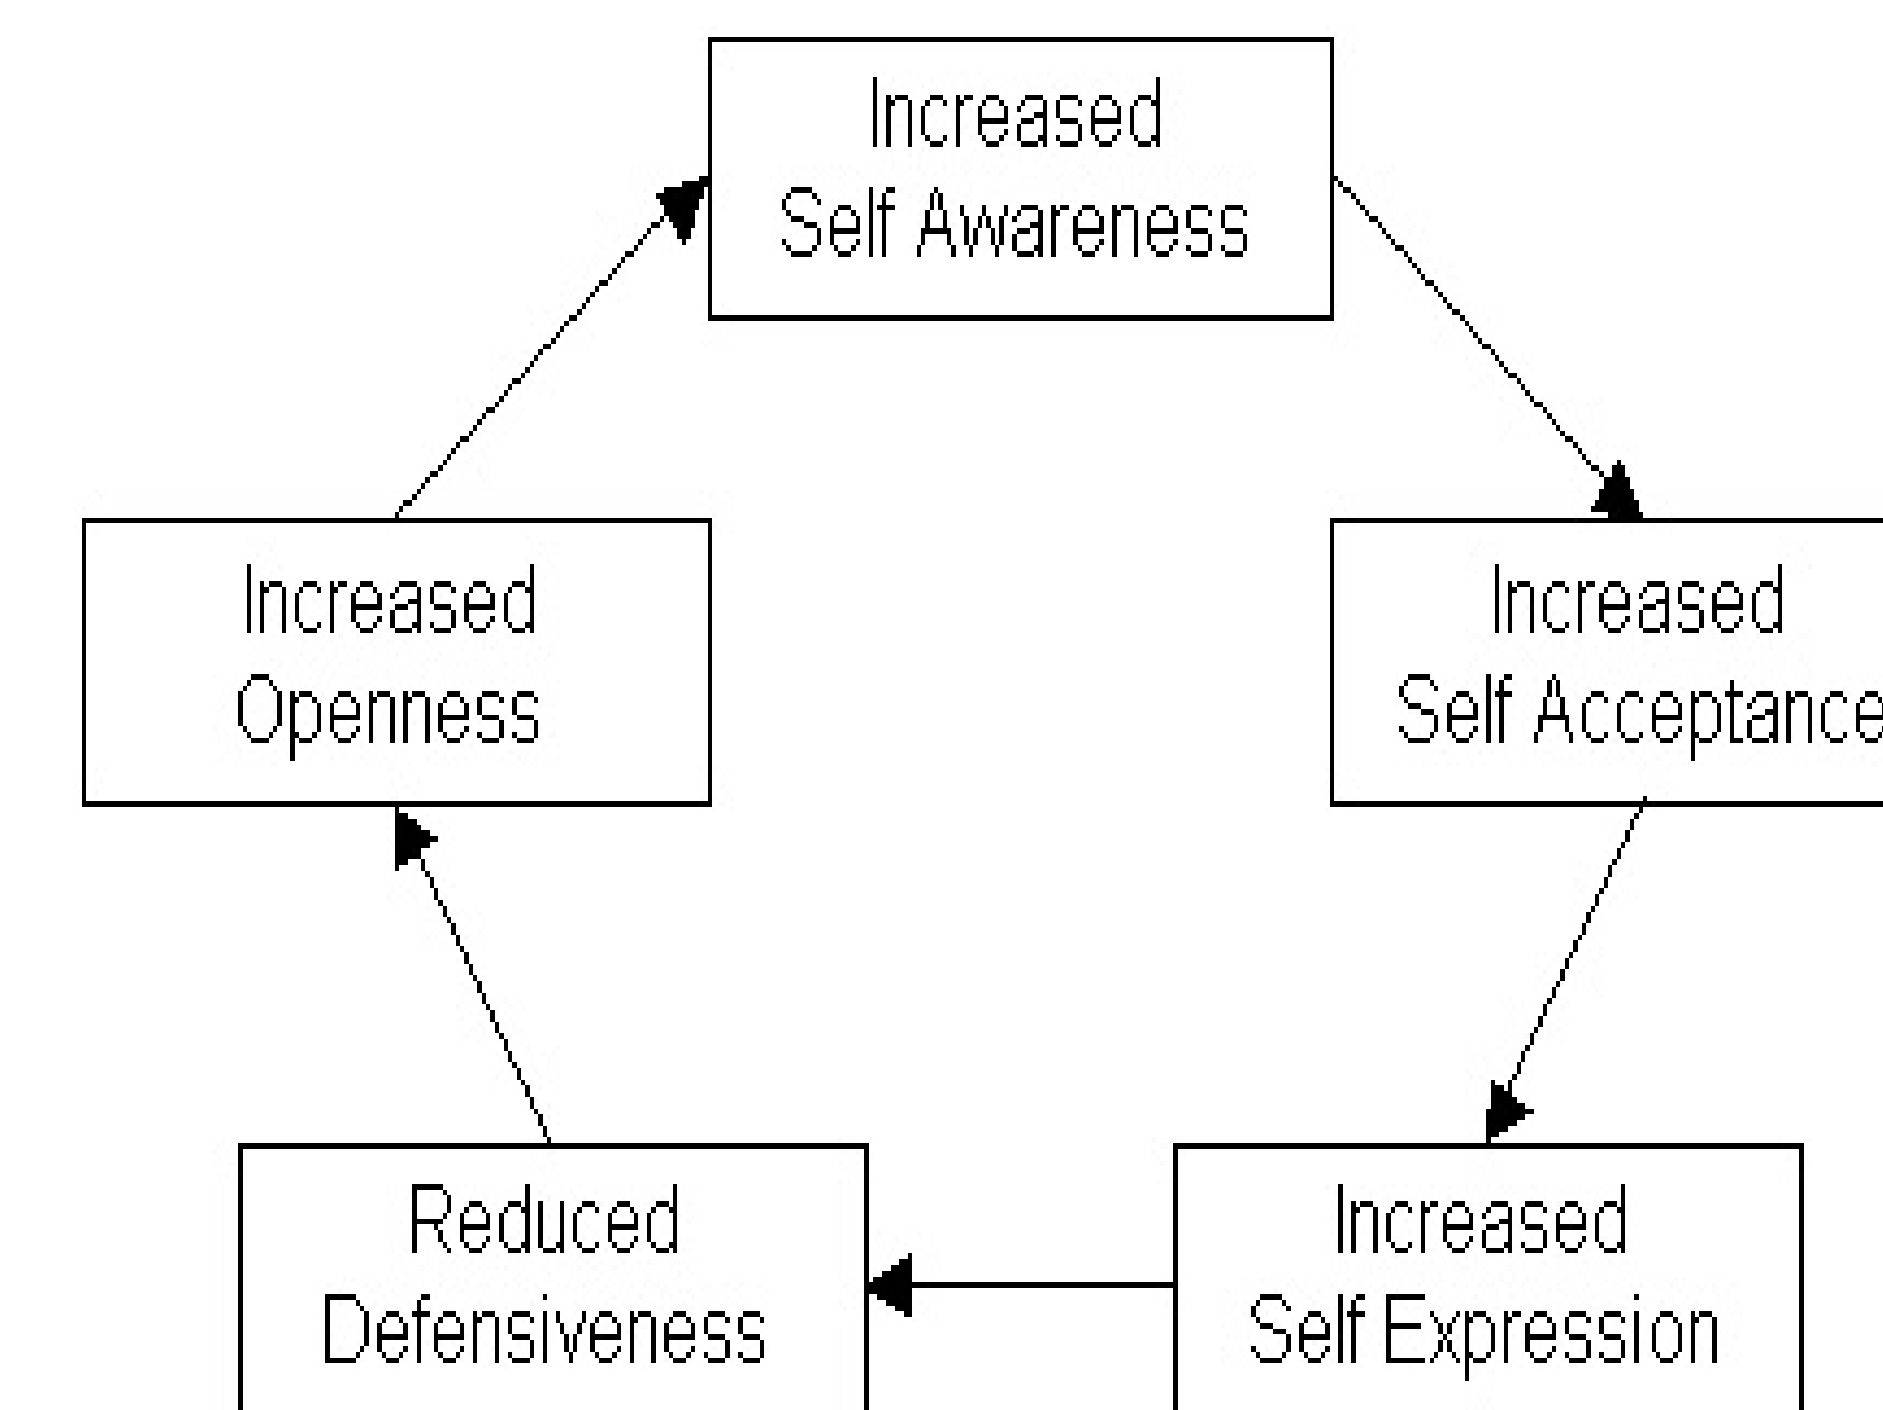 Increased
Self Awareness
Increased
Openness
Increased
Self Acceptance
Reduced
Defensiveness
Increased
Self Expression